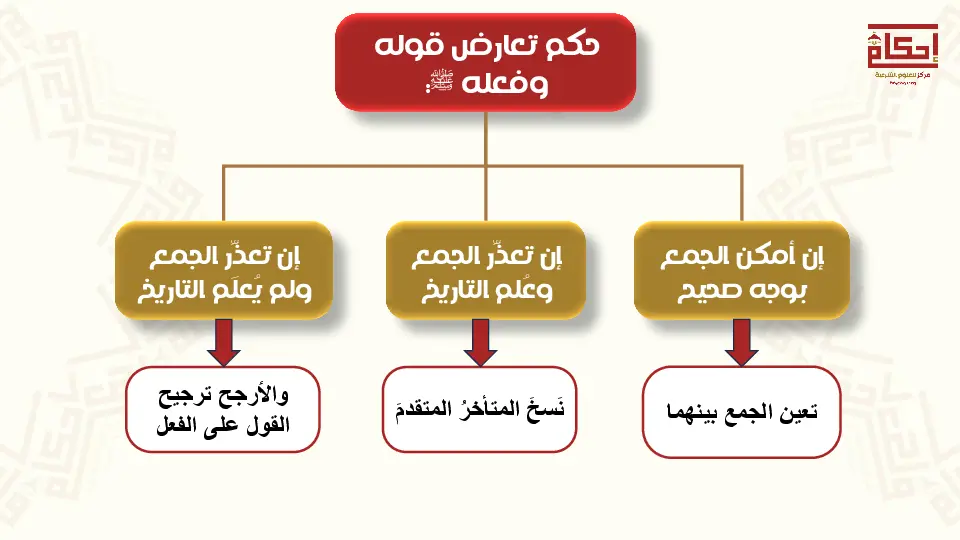 حكم تعارض قوله
وفعله ﷺ:
إحكام
مركز للعلوم الشرعية
إن أمكن الجمع
بوجه صحيح
إن تعذَّر الجمع
وعُلم التاريخ
إن تعذَّر الجمع
ولم يُعلَم التاريخ
تعين الجمع بينهما
نَسخَ المتأخرُ المتقدمَ
والأرجح ترجيح
القول على الفعل